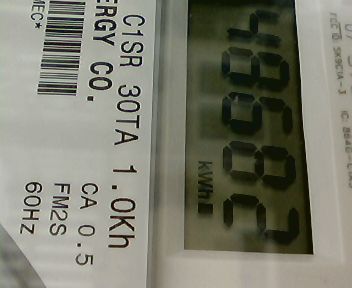 48682
kWh
C1SR 30TA 1.0Kh
ERGY CO.
CA 0.5
FM2S
60Hz